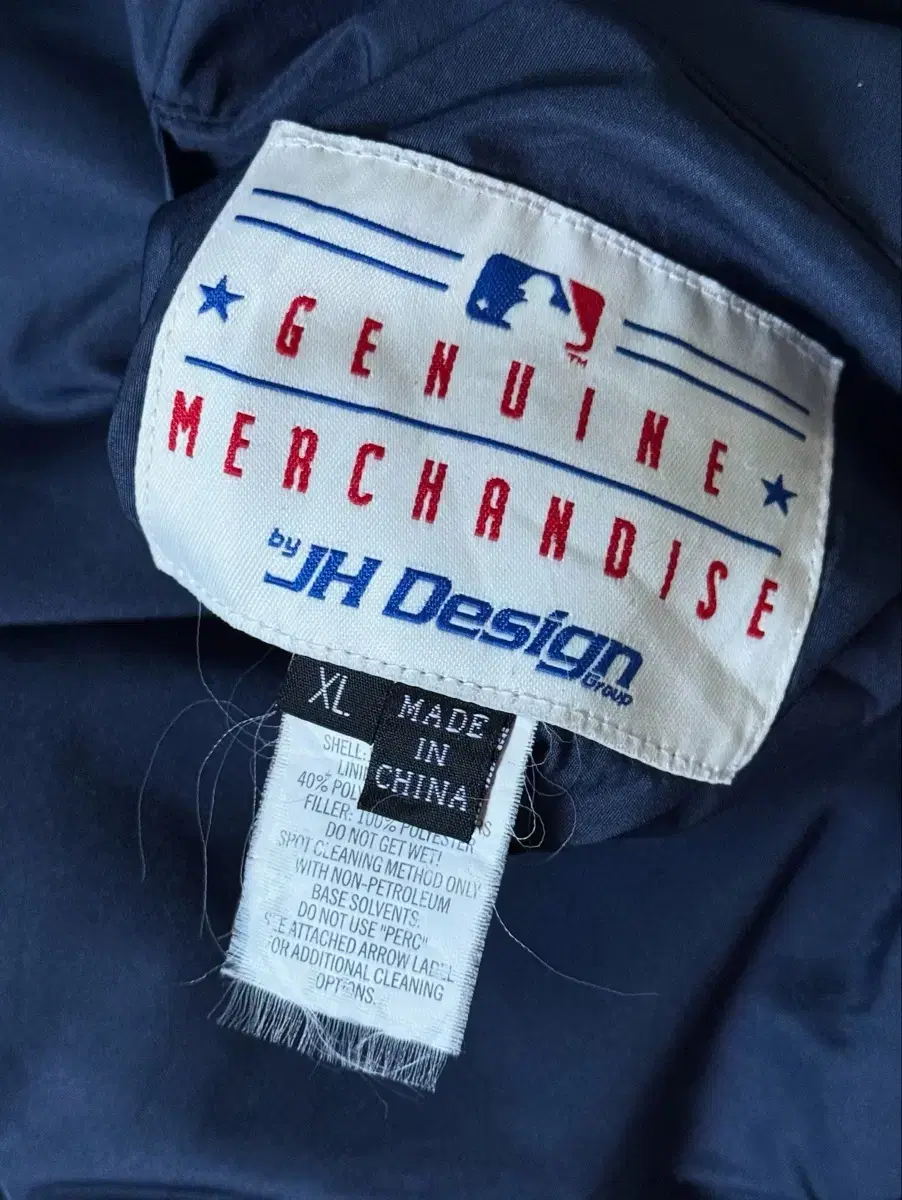 TM
GENUINE
MERCHANDISE
by
JH Design
Group
XL
MADE
IN
CHINA
SHELL:
40%
FILLER: 100% POLYESTER
DO NOT GET WET!
SPOT CLEANING METHOD ONLY
WITH NON-PETROLEUM
BASE SOLVENTS.
DO NOT USE "PERC"
SEE ATTACHED ARROW LABEL
FOR ADDITIONAL CLEANING
OPTIONS.